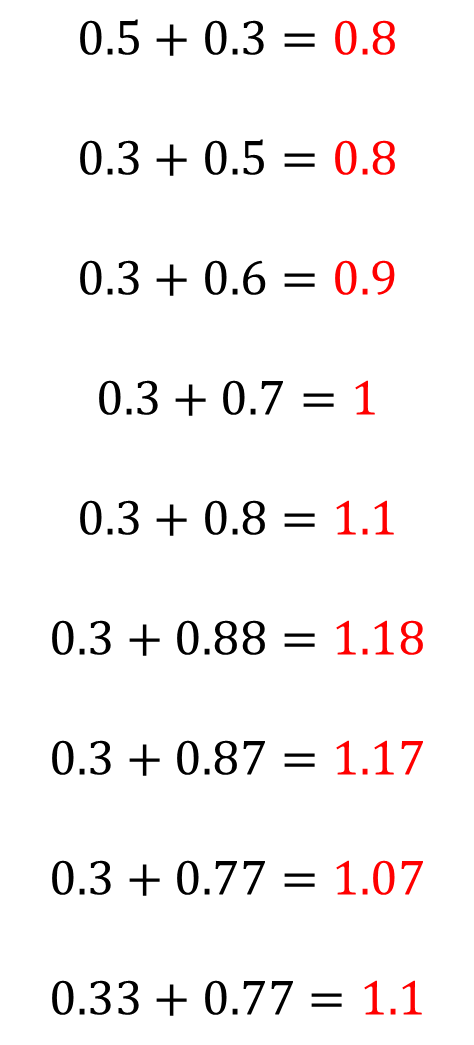 0.5 + 0.3 = 0.8
0.3 + 0.5 = 0.8
0.3 + 0.6 = 0.9
0.3 + 0.7 = 1
0.3 + 0.8 = 1.1
0.3 + 0.88 = 1.18
0.3 + 0.87 = 1.17
0.3 + 0.77 = 1.07
0.33 + 0.77 = 1.1